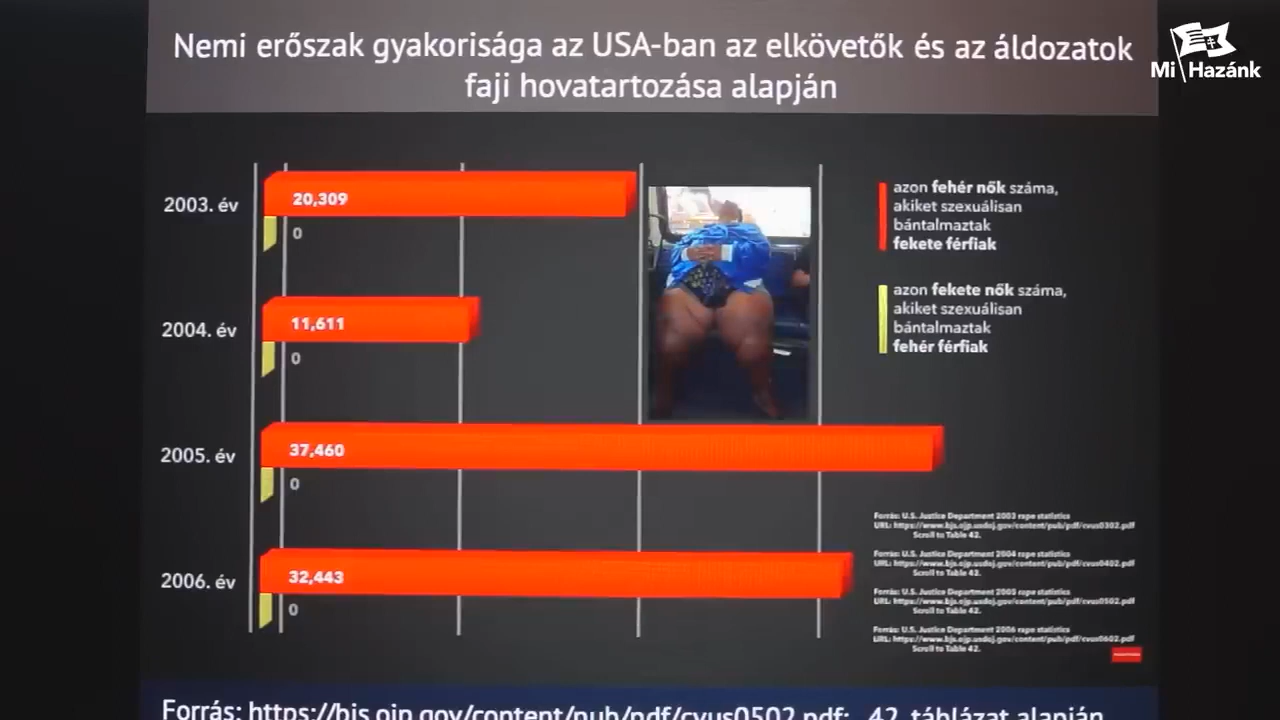 Nemi erőszak gyakorisága az USA-ban az elkövetők és az áldozatok
faji hovatartozása alapján
Mi Hazánk
2003. év
20,309
0
2004. év
11,611
0
2005. év
37,460
0
2006. év
32,443
0
azon fehér nők száma,
akiket szexuálisan
bántalmaztak
fekete férfiak
azon fekete nők száma,
akiket szexuálisan
bántalmaztak
fehér férfiak
Forrás: U.S. Justice Department 2003 rape statistics
URL: https://www.bjs.ojp.usdoj.gov/content/pub/pdf/cvus0302.pdf
Scroll to Table 42.
Forrás: U.S. Justice Department 2004 rape statistics
URL: https://www.bjs.ojp.usdoj.gov/content/pub/pdf/cvus0402.pdf
Scroll to Table 42.
Forrás: U.S. Justice Department 2005 rape statistics
URL: https://www.bjs.ojp.usdoj.gov/content/pub/pdf/cvus0502.pdf
Scroll to Table 42.
Forrás: U.S. Justice Department 2006 rape statistics
URL: https://www.bjs.ojp.usdoj.gov/content/pub/pdf/cvus0602.pdf
Scroll to Table 42.
Forrás: https://bjs.ojp.gov/content/pub/pdf/cvus0502.pdf; 42. táblázat alapján